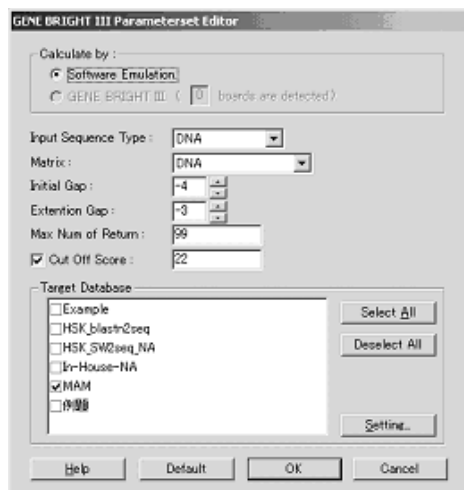 GENE BRIGHT III Parameterset Editor
Calculate by :
Software Emulation
GENE BRIGHT III ( 0 boards are detected)
Input Sequence Type : DNA
Matrix : DNA
Initial Gap : -4
Extention Gap : -3
Max Num of Return : 99
Cut Off Score : 22
Target Database
Example
HSK_blastn2seq
HSK_SW2seq_NA
In-House-NA
MAM
例題
Select All
Deselect All
Setting...
Help Default OK Cancel